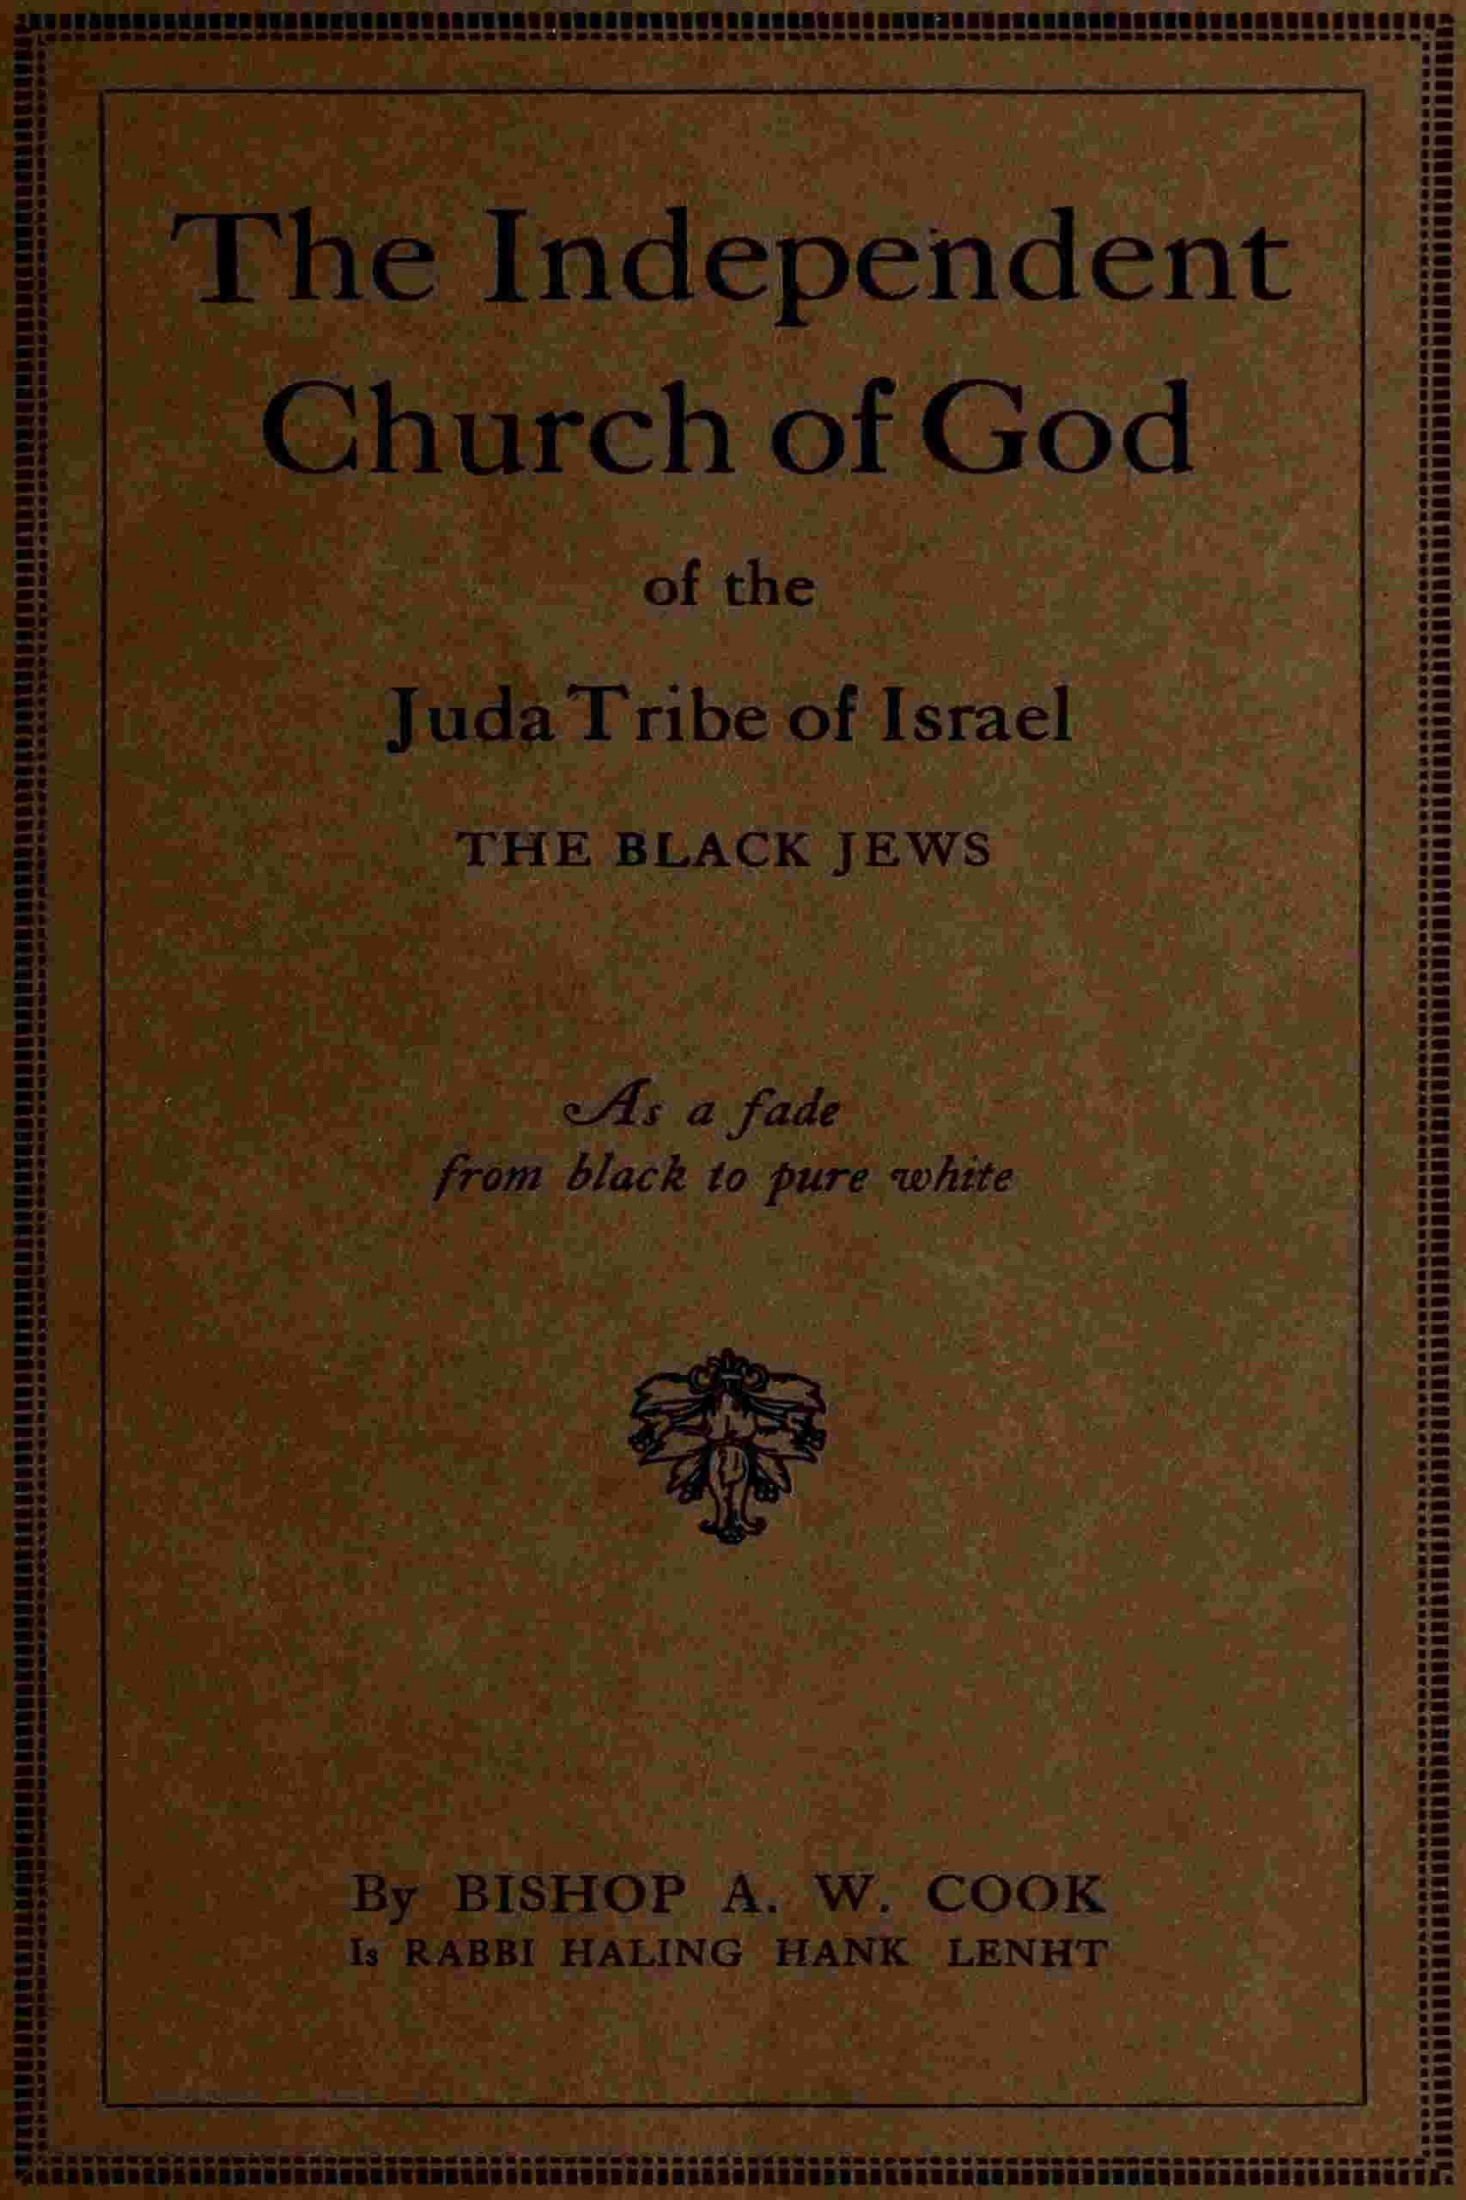 The Independent
Church of God
of the
Juda Tribe of Israel
THE BLACK JEWS
As a fade
from black to pure white
By BISHOP A. W. COOK
Is RABBI HALING HANK LENHT